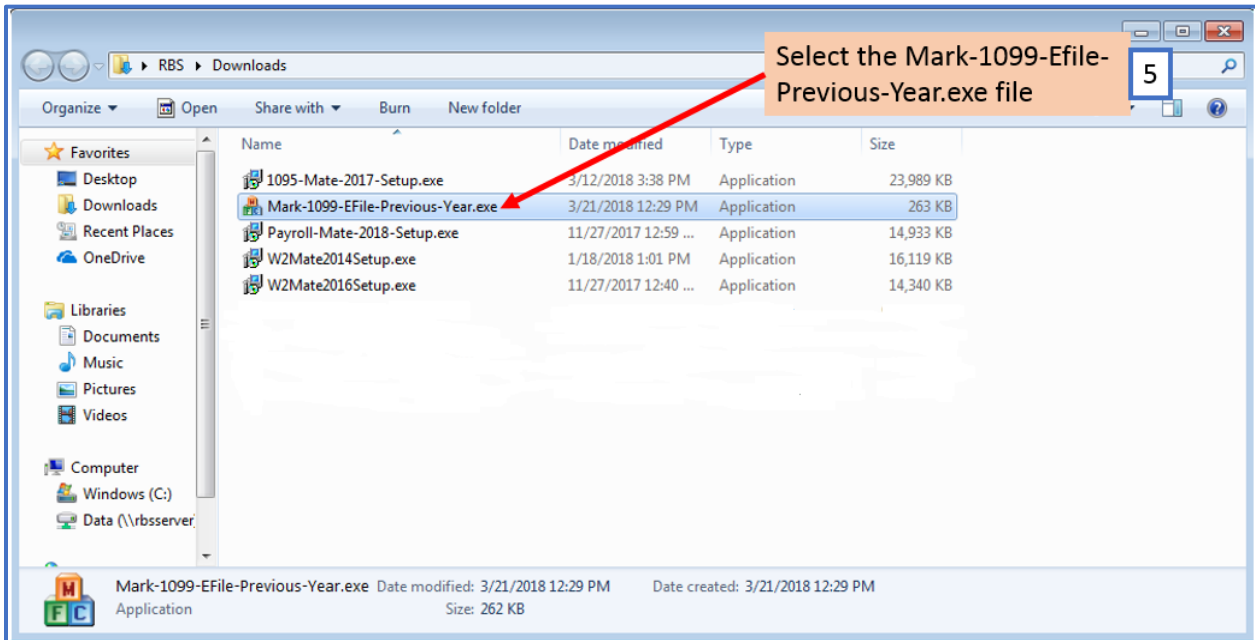 Select the Mark-1099-Efile-
Previous-Year.exe file
5
RBS Downloads
Organize Open Share with Burn New folder
Name Date modified Type Size
Favorites
Desktop
Downloads
Recent Places
OneDrive
Libraries
Documents
Music
Pictures
Videos
Computer
Windows (C:)
Data (\\rbsserver
1095-Mate-2017-Setup.exe 3/12/2018 3:38 PM Application 23,989 KB
Mark-1099-EFile-Previous-Year.exe 3/21/2018 12:29 PM Application 263 KB
Payroll-Mate-2018-Setup.exe 11/27/2017 12:59 ... Application 14,933 KB
W2Mate2014Setup.exe 1/18/2018 1:01 PM Application 16,119 KB
W2Mate2016Setup.exe 11/27/2017 12:40 ... Application 14,340 KB
M
F C
Mark-1099-EFile-Previous-Year.exe Date modified: 3/21/2018 12:29 PM Date created: 3/21/2018 12:29 PM
Application Size: 262 KB